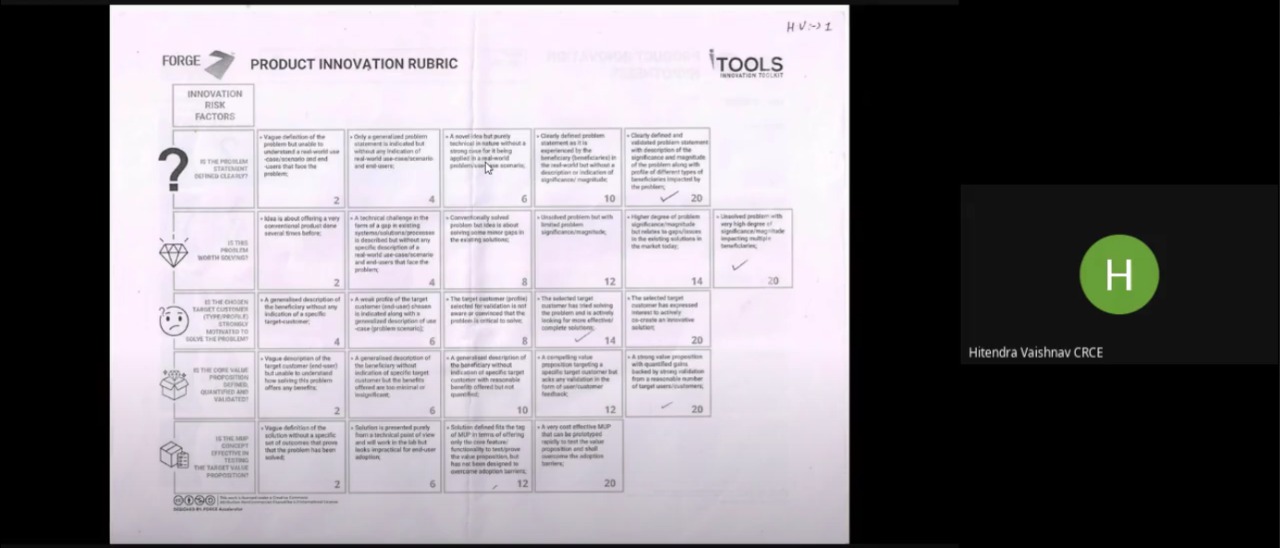 H V :-> 1
FORGE
PRODUCT INNOVATION RUBRIC
iTOOLS
INNOVATION TOOLKIT
INNOVATION
RISK
FACTORS
IS THE PROBLEM
STATEMENT
DEFINED CLEARLY?
• Vague definition of the
problem but unable to
understand a real-world use
-case/scenario and end
-users that face the
problem;
2
• Only a generalized problem
statement is indicated but
without any indication of
real-world use-case/scenario
and end-users;
4
• A novel idea but purely
technical in nature without a
strong case for it being
applied in a real-world
problem/use-case scenario;
6
• Clearly defined problem
statement as it is
experienced by the
beneficiary (beneficiaries) in
the real-world but without a
description or indication of
significance/ magnitude;
10
• Clearly defined and
validated problem statement
with description of the
significance and magnitude
of the problem along with
profile of different types of
beneficiaries impacted by
the problem;
20
IS THIS
PROBLEM
WORTH SOLVING?
• Idea is about offering a very
conventional product done
several times before;
2
• A technical challenge in the
form of a gap in existing
systems/solutions/processes
is described but without any
specific description of a
real-world use-case/scenario
and end-users that face the
problem;
4
• Conventionally solved
problem but idea is about
solving some minor gaps in
the existing solutions;
8
• Unsolved problem but with
limited problem
significance/magnitude;
12
• Higher degree of problem
significance/magnitude
but relates to gaps/issues
in the existing solutions in
the market today;
14
• Unsolved problem with
very high degree of
significance/magnitude
impacting multiple
beneficiaries;
20
IS THE CHOSEN
TARGET CUSTOMER
(TYPE/PROFILE)
STRONGLY
MOTIVATED TO
SOLVE THE PROBLEM?
• A generalised description of
the beneficiary without any
indication of a specific
target-customer;
4
• A weak profile of the target
customer (end-user) chosen
is indicated along with a
generalized description of use
-case (problem scenario);
6
• The target customer (profile)
selected for validation is not
aware or convinced that the
problem is critical to solve;
8
• The selected target
customer has tried solving
the problem and is actively
looking for more effective/
complete solutions;
14
• The selected target
customer has expressed
interest to actively
co-create an innovative
solution;
20
IS THE CORE VALUE
PROPOSITION
DEFINED,
QUANTIFIED AND
VALIDATED?
• Vague description of the
target customer (end-user)
but unable to understand
how solving this problem
offers any benefits;
2
• A generalised description of
the beneficiary without
indication of specific target
customer but the benefits
offered are too minimal or
insignificant;
6
• A generalised description of
the beneficiary without
indication of specific target
customer with reasonable
benefits offered but not
quantified;
10
• A compelling value
proposition targeting a
specific target customer but
lacks any validation in the
form of user/customer
feedback;
12
• A strong value proposition
with quantified gains
backed by strong validation
from a reasonable number
of target users/customers;
20
IS THE MUP
CONCEPT
EFFECTIVE IN
TESTING
THE TARGET VALUE
PROPOSITION?
• Vague definition of the
solution without a specific
set of outcomes that prove
that the problem has been
solved;
2
• Solution is presented purely
from a technical point of view
and will work in the lab but
looks impractical for end-user
adoption;
6
• Solution defined fits the tag
of MUP in terms of offering
only the core feature/
functionality to test/prove
the value proposition, but
has not been designed to
overcome adoption barriers;
12
• A very cost effective MUP
that can be prototyped
rapidly to test the value
proposition and shall
overcome the adoption
barriers;
20
DESIGNED BY FORGE Accelerator
H
Hitendra Vaishnav CRCE